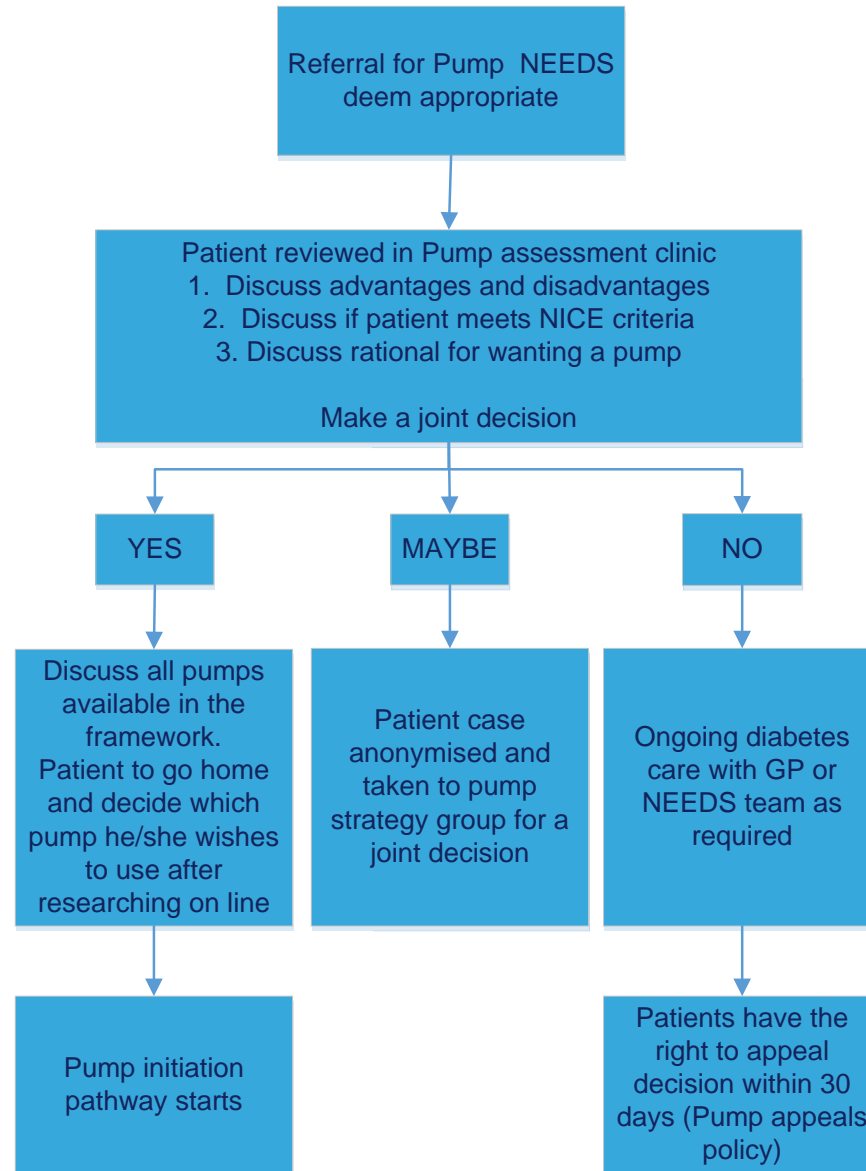 Referral for Pump NEEDS
deem appropriate
Patient reviewed in Pump assessment clinic
1. Discuss advantages and disadvantages
2. Discuss if patient meets NICE criteria
3. Discuss rational for wanting a pump
Make a joint decision
YES
MAYBE
NO
Discuss all pumps
available in the
framework.
Patient to go home
and decide which
pump he/she wishes
to use after
researching on line
Patient case
anonymised and
taken to pump
strategy group for a
joint decision
Ongoing diabetes
care with GP or
NEEDS team as
required
Pump initiation
pathway starts
Patients have the
right to appeal
decision within 30
days (Pump appeals
policy)